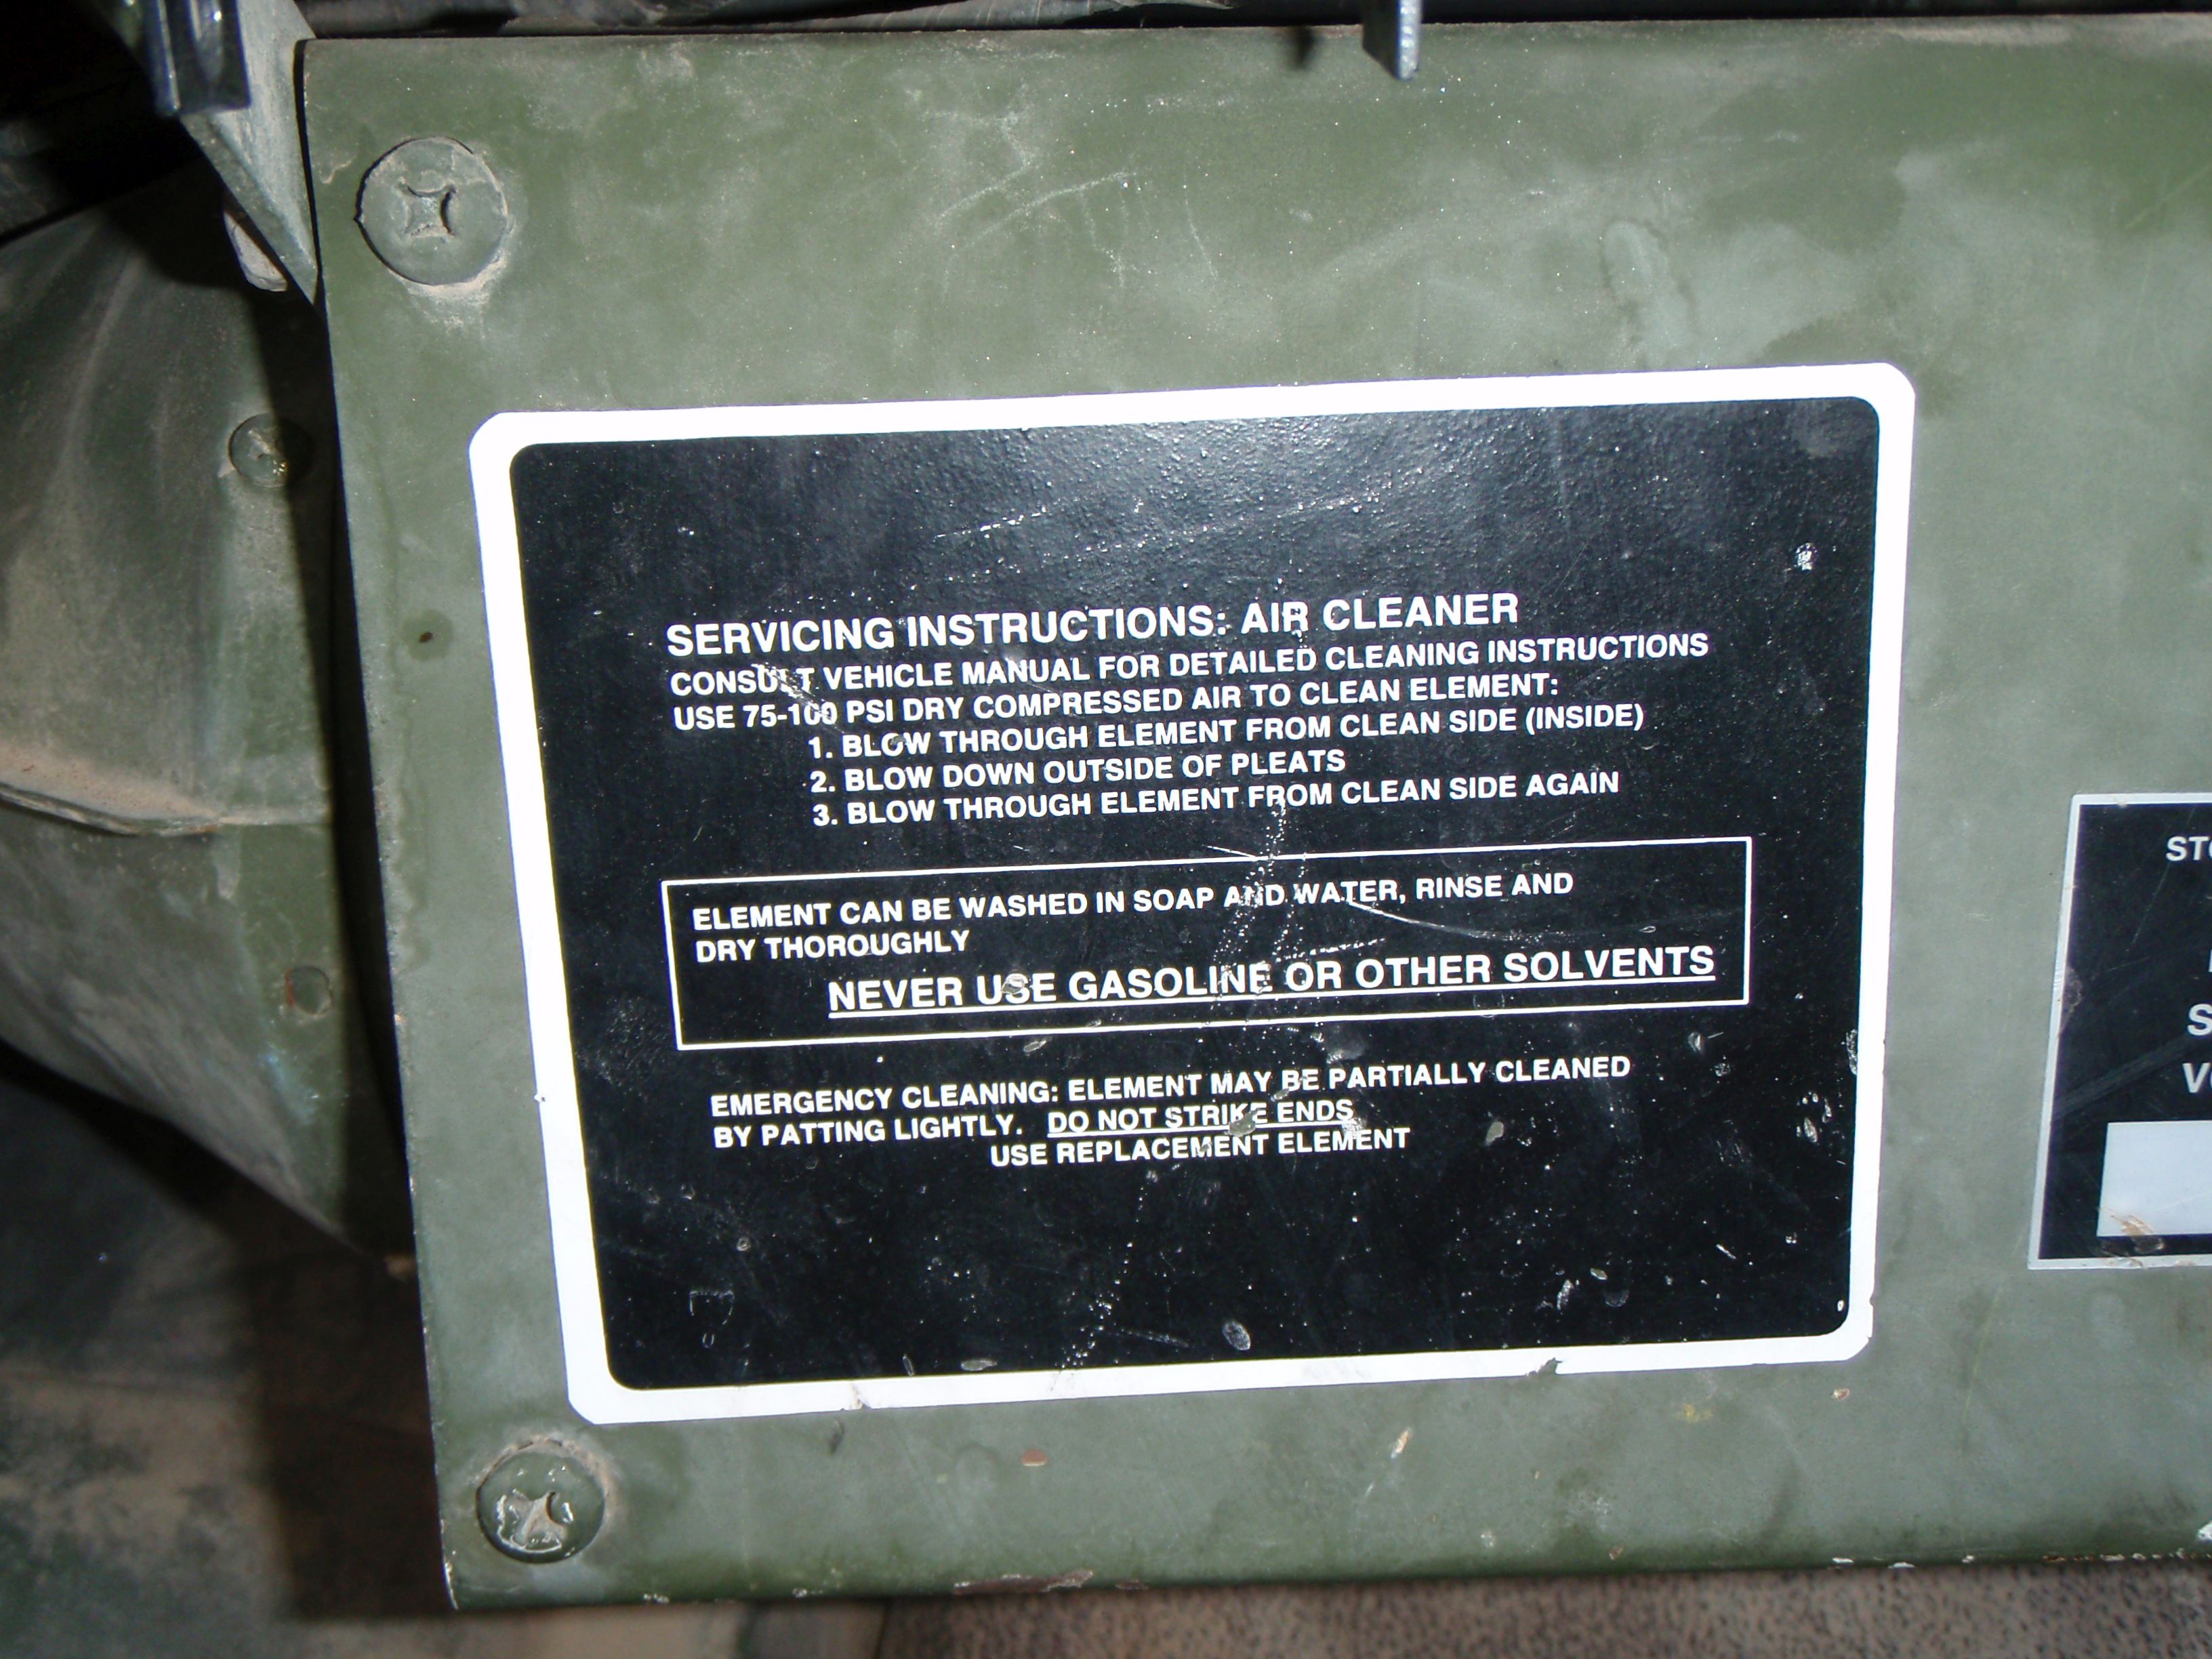 SERVICING INSTRUCTIONS: AIR CLEANER
CONSULT VEHICLE MANUAL FOR DETAILED CLEANING INSTRUCTIONS
USE 75-100 PSI DRY COMPRESSED AIR TO CLEAN ELEMENT:
1. BLOW THROUGH ELEMENT FROM CLEAN SIDE (INSIDE)
2. BLOW DOWN OUTSIDE OF PLEATS
3. BLOW THROUGH ELEMENT FROM CLEAN SIDE AGAIN
ELEMENT CAN BE WASHED IN SOAP AND WATER, RINSE AND
DRY THOROUGHLY
NEVER USE GASOLINE OR OTHER SOLVENTS
EMERGENCY CLEANING: ELEMENT MAY BE PARTIALLY CLEANED
BY PATTING LIGHTLY. DO NOT STRIKE ENDS
USE REPLACEMENT ELEMENT